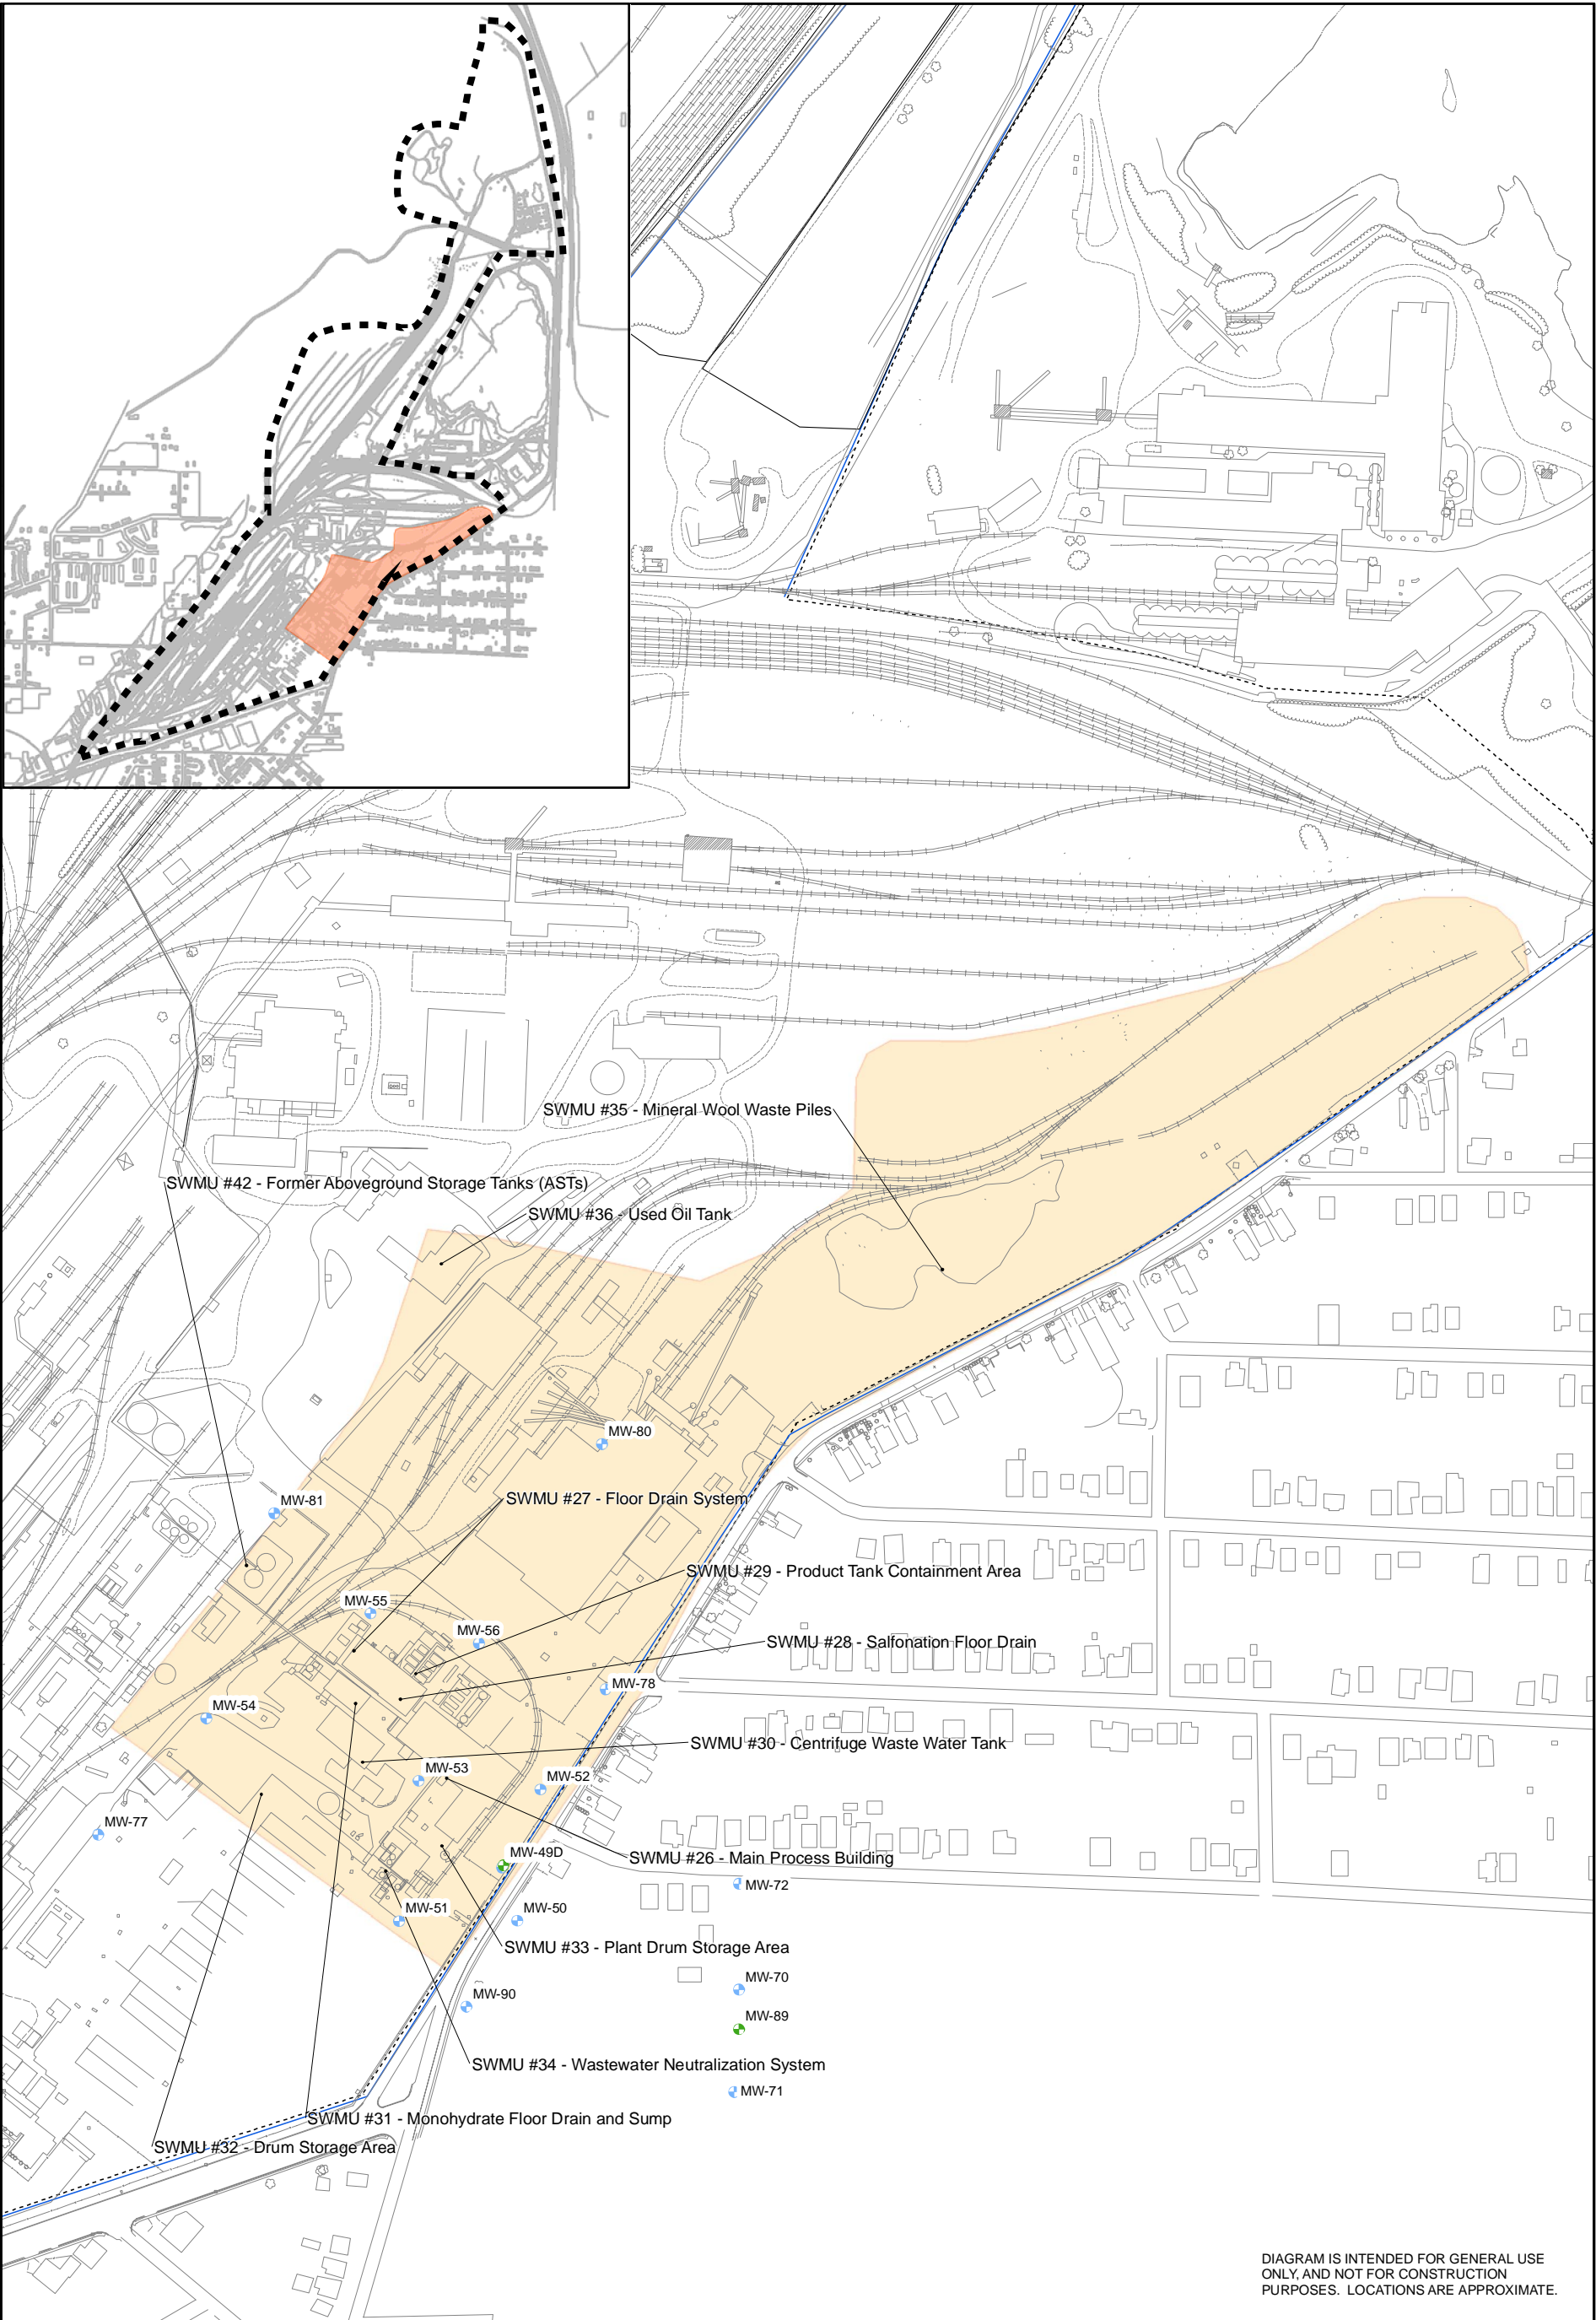 SWMU #35 - Mineral Wool Waste Piles
SWMU #42 - Former Aboveground Storage Tanks (ASTs)
SWMU #36 - Used Oil Tank
MW-80
SWMU #27 - Floor Drain System
MW-81
SWMU #29 - Product Tank Containment Area
MW-55
MW-56
SWMU #28 - Salfonation Floor Drain
MW-78
MW-54
SWMU #30 - Centrifuge Waste Water Tank
MW-53
MW-52
MW-77
MW-49D
SWMU #26 - Main Process Building
MW-72
MW-51
MW-50
SWMU #33 - Plant Drum Storage Area
MW-70
MW-90
MW-89
SWMU #34 - Wastewater Neutralization System
MW-71
SWMU #31 - Monohydrate Floor Drain and Sump
SWMU #32 - Drum Storage Area
DIAGRAM IS INTENDED FOR GENERAL USE
ONLY, AND NOT FOR CONSTRUCTION
PURPOSES.  LOCATIONS ARE APPROXIMATE.